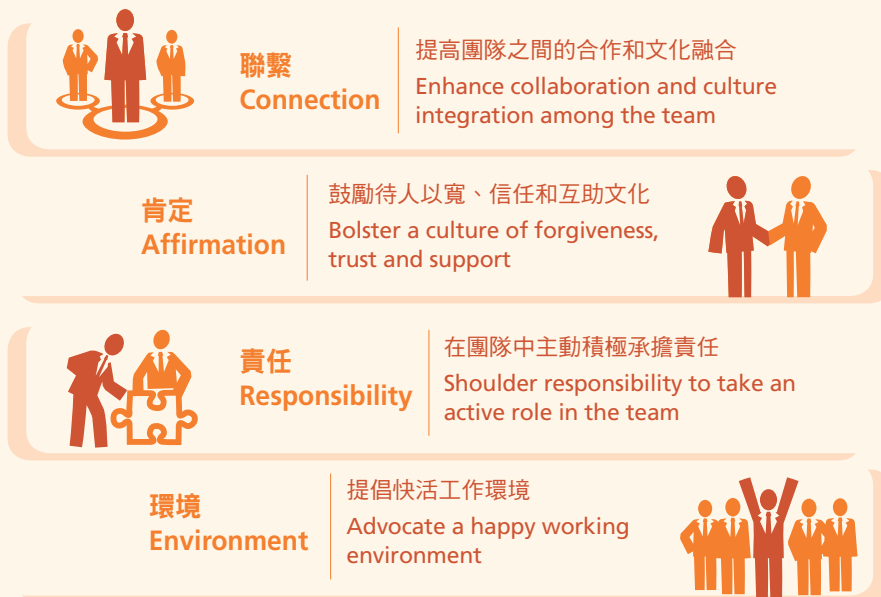 聯繫
Connection
提高團隊之間的合作和文化融合
Enhance collaboration and culture
integration among the team
肯定
Affirmation
鼓勵待人以寬、信任和互助文化
Bolster a culture of forgiveness,
trust and support
責任
Responsibility
在團隊中主動積極承擔責任
Shoulder responsibility to take an
active role in the team
環境
Environment
提倡快活工作環境
Advocate a happy working
environment